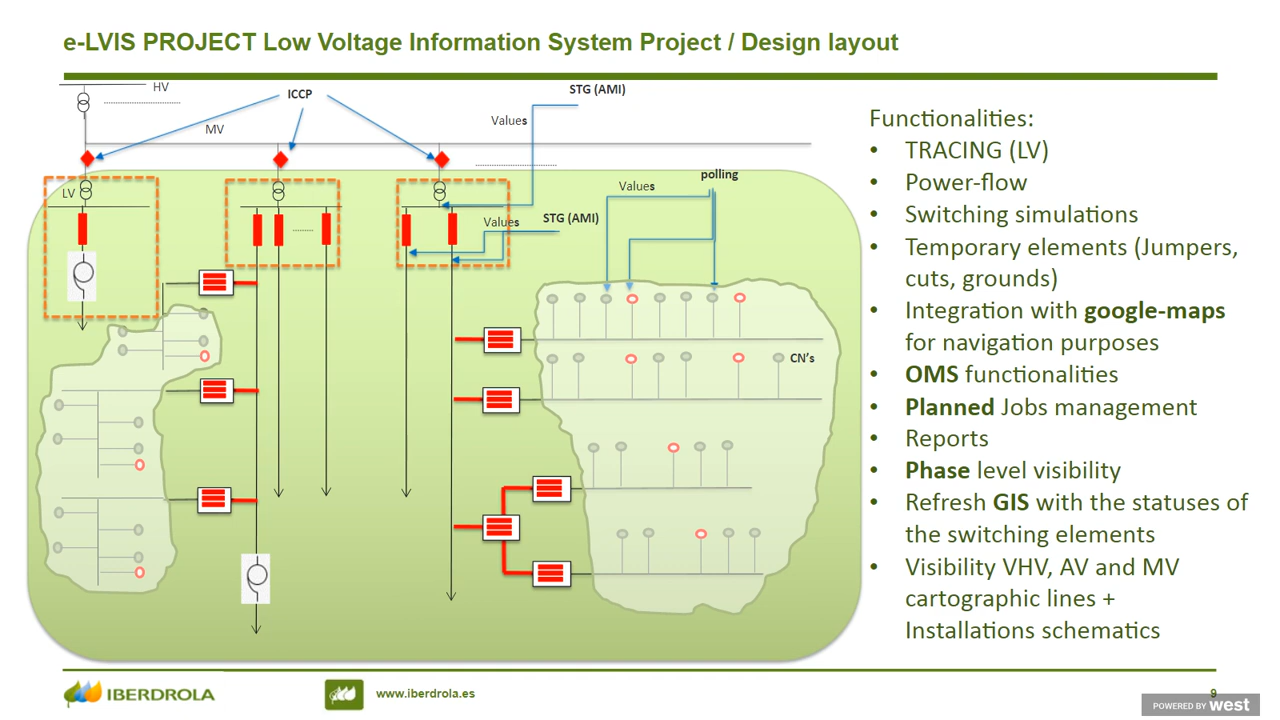 e-LVIS PROJECT Low Voltage Information System Project / Design layout
HV
ICCP
STG (AMI)
MV
Values
LV
Values
polling
Values
STG (AMI)
CN's
Functionalities:
• TRACING (LV)
• Power-flow
• Switching simulations
• Temporary elements (Jumpers,
cuts, grounds)
• Integration with google-maps
for navigation purposes
• OMS functionalities
• Planned Jobs management
• Reports
• Phase level visibility
• Refresh GIS with the statuses of
the switching elements
• Visibility VHV, AV and MV
cartographic lines +
Installations schematics
IBERDROLA
www.iberdrola.es
9
POWERED BY west